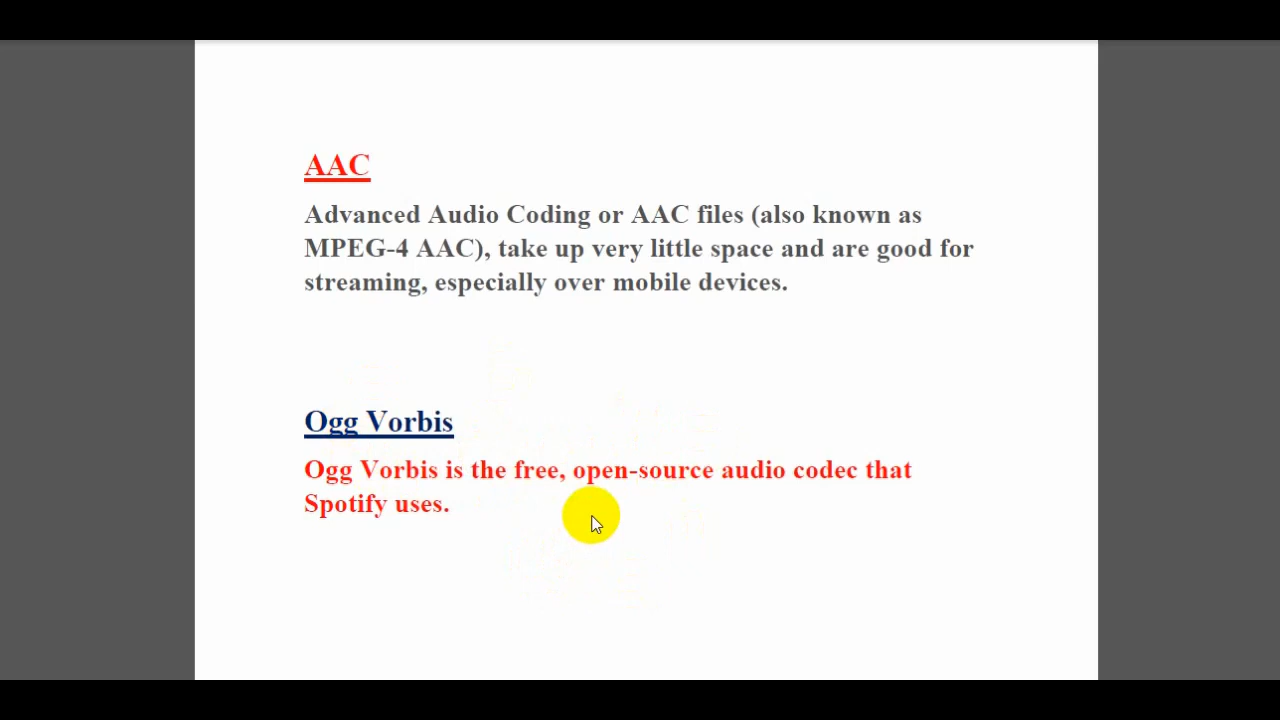 AAC
Advanced Audio Coding or AAC files (also known as
MPEG-4 AAC), take up very little space and are good for
streaming, especially over mobile devices.
Ogg Vorbis
Ogg Vorbis is the free, open-source audio codec that
Spotify uses.